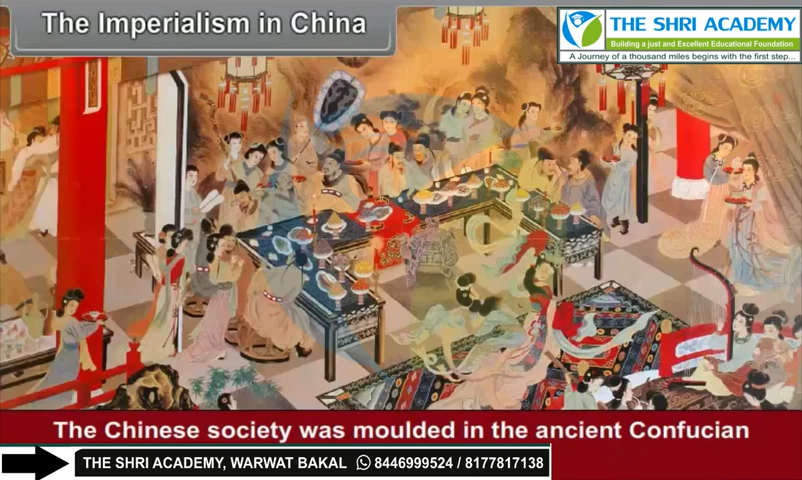 The Imperialism in China
THE SHRI ACADEMY
Building a just and Excellent Educational Foundation
A Journey of a thousand miles begins with the first step...
The Chinese society was moulded in the ancient Confucian
THE SHRI ACADEMY, WARWAT BAKAL 8446999524 / 8177817138